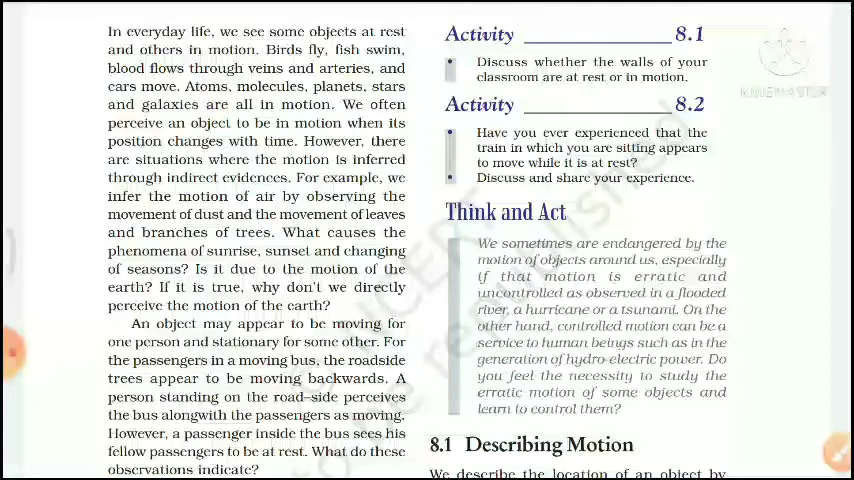 In everyday life, we see some objects at rest
and others in motion. Birds fly, fish swim,
blood flows through veins and arteries, and
cars move. Atoms, molecules, planets, stars
and galaxies are all in motion. We often
perceive an object to be in motion when its
position changes with time. However, there
are situations where the motion is inferred
through indirect evidences. For example, we
infer the motion of air by observing the
movement of dust and the movement of leaves
and branches of trees. What causes the
phenomena of sunrise, sunset and changing
of seasons? Is it due to the motion of the
earth? If it is true, why don't we directly
perceive the motion of the earth?
An object may appear to be moving for
one person and stationary for some other. For
the passengers in a moving bus, the roadside
trees appear to be moving backwards. A
person standing on the road–side perceives
the bus alongwith the passengers as moving.
However, a passenger inside the bus sees his
fellow passengers to be at rest. What do these
observations indicate?
Activity ______________ 8.1
• Discuss whether the walls of your
classroom are at rest or in motion.
Activity ______________ 8.2
• Have you ever experienced that the
train in which you are sitting appears
to move while it is at rest?
• Discuss and share your experience.
Think and Act
We sometimes are endangered by the
motion of objects around us, especially
if that motion is erratic and
uncontrolled as observed in a flooded
river, a hurricane or a tsunami. On the
other hand, controlled motion can be a
service to human beings such as in the
generation of hydro-electric power. Do
you feel the necessity to study the
erratic motion of some objects and
learn to control them?
8.1 Describing Motion
We describe the location of an object by
KINEMASTER